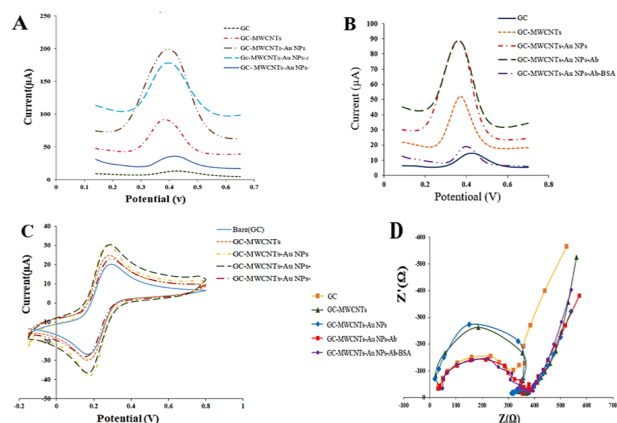 A
Current(µA)
250
200
150
100
50
0
0
0.1
0.2
0.3
0.4
0.5
0.6
0.7
Potential (v)
GC
GC-MWCNTs
GC-MWCNTs-Au NPs
Gc-MWCNTs-Au NPs-
GC- MWCNTs-Au NPs-
B
Current (µA)
100
90
80
70
60
50
40
30
20
10
0
0
0.2
0.4
0.6
0.8
Potentioal (V)
GC
GC-MWCNTs
GC-MWCNTs-Au NPs
GC-MWCNTs-Au NPs-Ab
GC-MWCNTs-Au NPs-Ab-BSA
C
Current(µA)
40
30
20
10
0
-10
-20
-30
-40
-50
0
0.2
0.4
0.6
0.8
1
Potential (V)
Bare(GC)
GC-MWCNTs
GC-MWCNTs-Au NPs
GC-MWCNTs-Au NPs-
GC-MWCNTs-Au NPs-
GC
GC-MWCNTs
GC-MWCNTs-Au NPs
GC-MWCNTs-Au NPs-Ab
GC-MWCNTs-Au NPs-Ab-BSA
D
Z'(Ω)
-600
-500
-400
-300
-200
-100
0
-100
0
100
200
300
400
500
600
700
Z(Ω)